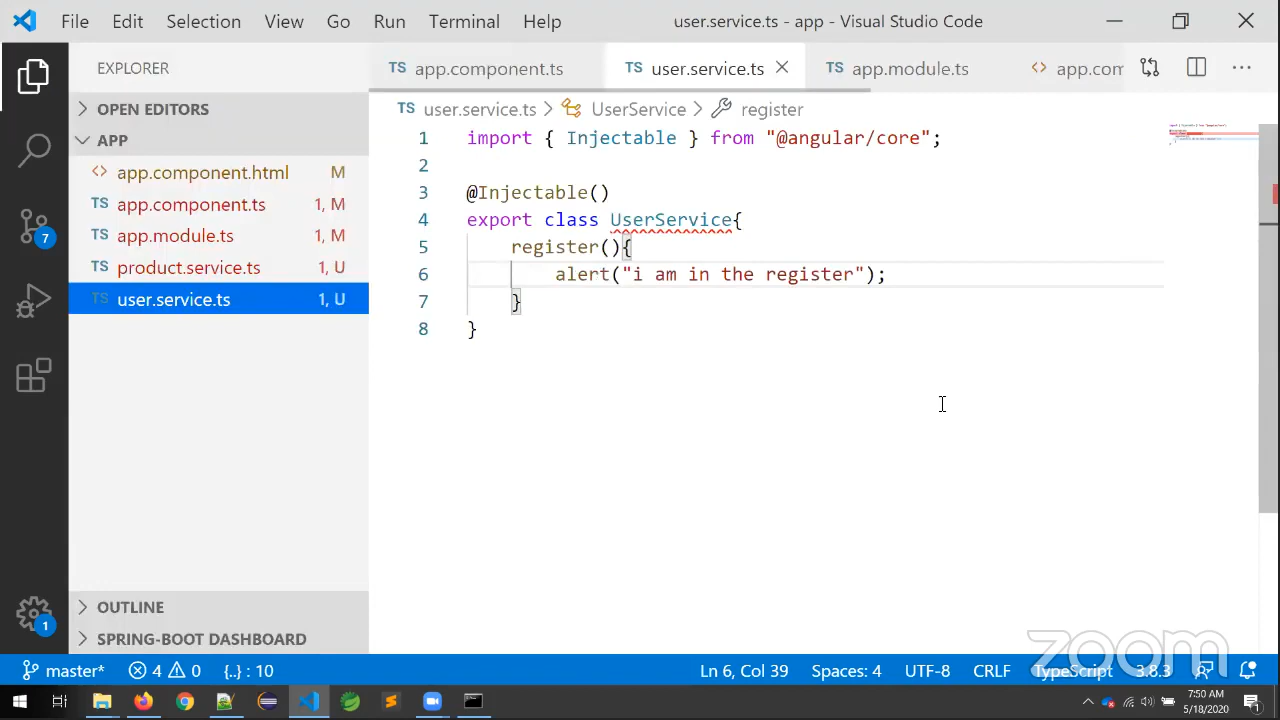 File Edit Selection View Go Run Terminal Help user.service.ts - app - Visual Studio Code
EXPLORER
OPEN EDITORS
APP
app.component.html M
TS app.component.ts 1, M
TS app.module.ts 1, M
TS product.service.ts 1, U
TS user.service.ts 1, U
OUTLINE
SPRING-BOOT DASHBOARD
7
1
TS app.component.ts TS user.service.ts TS app.module.ts <> app.com
TS user.service.ts > UserService > register
1 import { Injectable } from "@angular/core";
2
3 @Injectable()
4 export class UserService{
5 register(){
6 alert("i am in the register");
7 }
8 }
zoom
master* 4 0 {..} : 10 Ln 6, Col 39 Spaces: 4 UTF-8 CRLF TypeScript 3.8.3
7:50 AM
5/18/2020
1